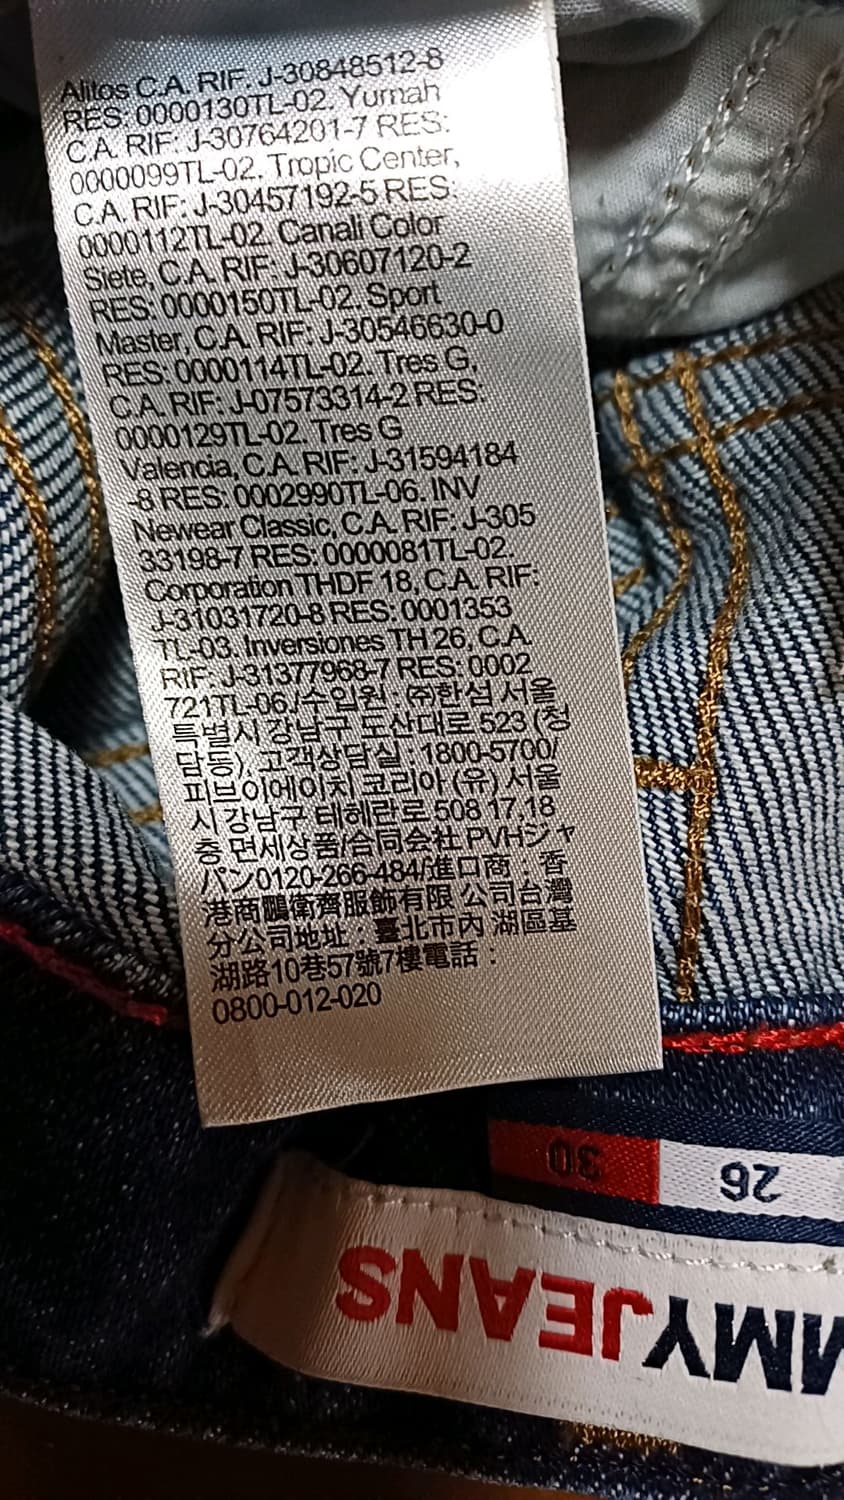 Alitos C.A. RIF. J-30848512-8
RES: 0000130TL-02. Yumah
C.A. RIF: J-30764201-7 RES:
0000099TL-02. Tropic Center,
C.A. RIF: J-30457192-5 RES:
0000112TL-02. Canali Color
Siete, C.A. RIF: J-30607120-2
RES: 0000150TL-02. Sport
Master, C.A. RIF: J-30546630-0
RES: 0000114TL-02. Tres G,
C.A. RIF: J-07573314-2 RES:
0000129TL-02. Tres G
Valencia, C.A. RIF: J-31594184
-8 RES: 0002990TL-06. INV
Newear Classic, C.A. RIF: J-305
33198-7 RES: 0000081TL-02.
Corporation THDF 18, C.A. RIF:
J-31031720-8 RES: 0001353
TL-03. Inversiones TH 26, C.A.
RIF: J-31377968-7 RES: 0002
721TL-06./수입원 : ㈜한섬 서울
특별시 강남구 도산대로 523 (청
담동), 고객상담실 : 1800-5700/
피브이에이치 코리아 (유) 서울
시 강남구 테헤란로 508 17,18
층 면세상품/合同会社 PVHジャ
パン0120-266-484/進口商 : 香
港商鵬衛齊服飾有限 公司台灣
分公司地址 : 臺北市內 湖區基
湖路10巷57號7樓電話 :
0800-012-020
30
26
MMY JEANS